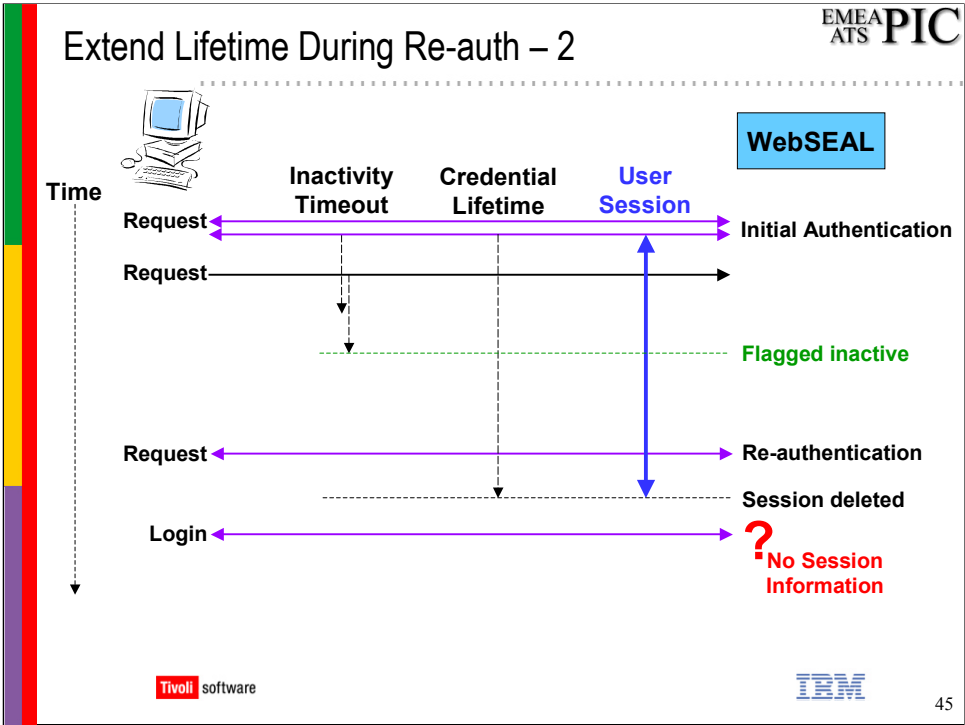 EMEA
ATS PIC
Extend Lifetime During Re-auth – 2
WebSEAL
Time
Inactivity
Timeout
Credential
Lifetime
User
Session
Request
Initial Authentication
Request
Flagged inactive
Request
Re-authentication
Session deleted
Login
?
No Session
Information
Tivoli software
IBM
45